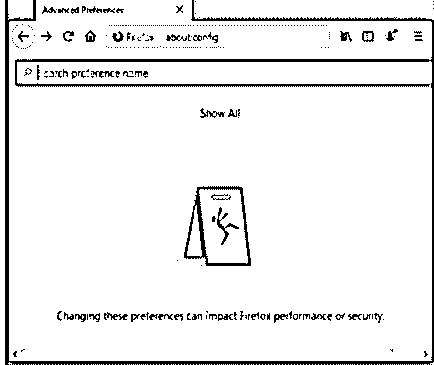 Advanced Preferences
Firefox about:config
Search preference name
Show All
Changing these preferences can impact Firefox performance or security.